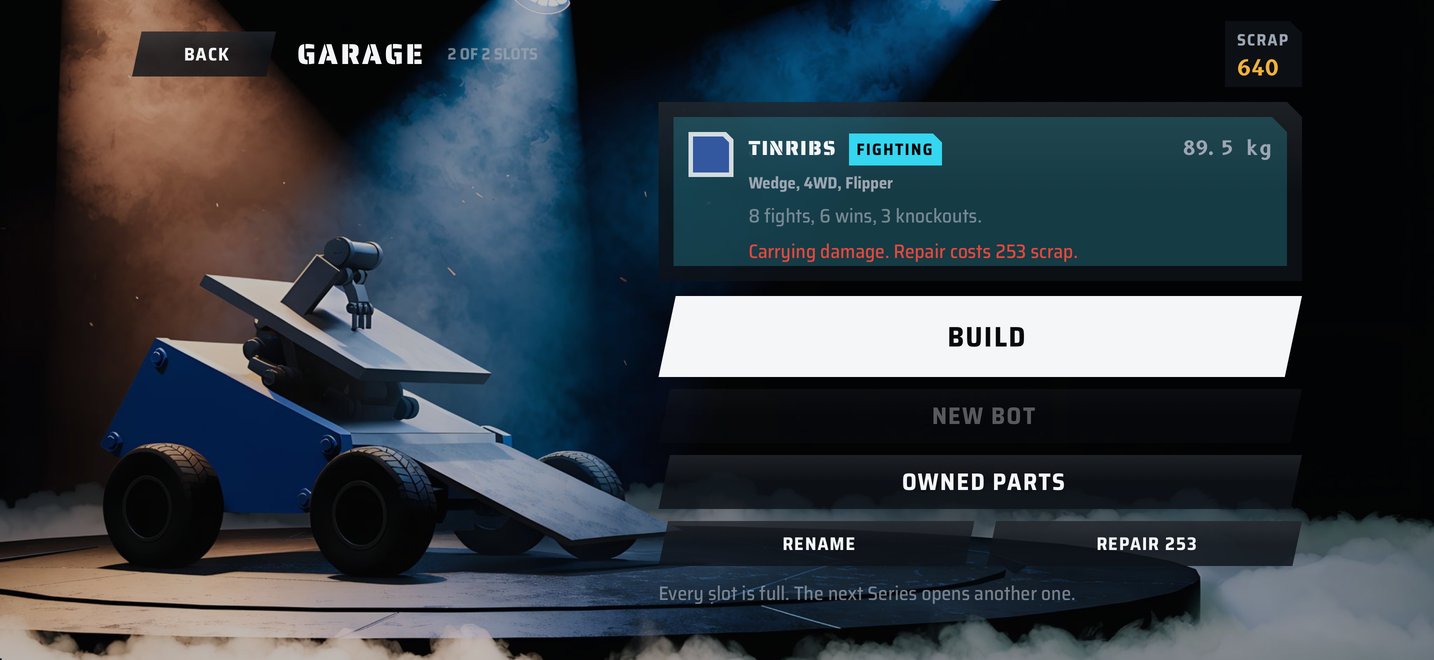 BACK
GARAGE
2 OF 2 SLOTS
SCRAP
640
TINRIBS
FIGHTING
89.5 kg
Wedge, 4WD, Flipper
8 fights, 6 wins, 3 knockouts.
Carrying damage. Repair costs 253 scrap.
BUILD
NEW BOT
OWNED PARTS
RENAME
REPAIR 253
Every slot is full. The next Series opens another one.